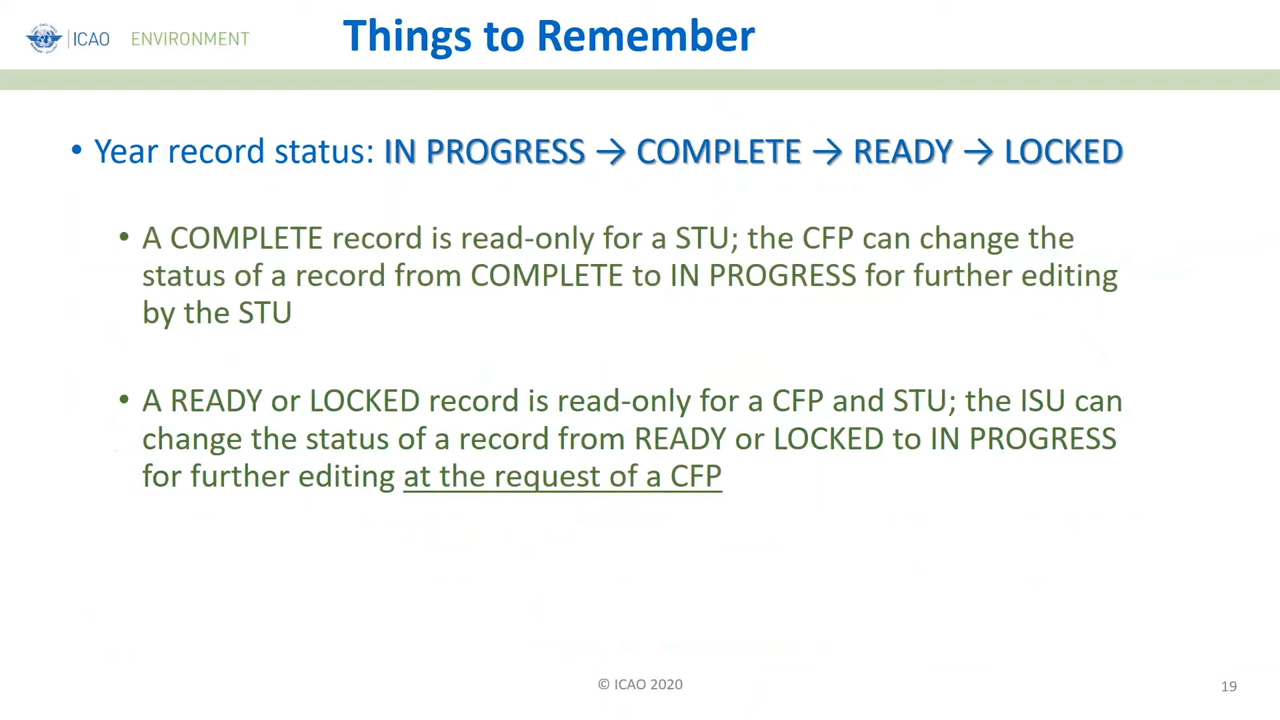 ICAO ENVIRONMENT
Things to Remember
• Year record status: IN PROGRESS → COMPLETE → READY → LOCKED
• A COMPLETE record is read-only for a STU; the CFP can change the
status of a record from COMPLETE to IN PROGRESS for further editing
by the STU
• A READY or LOCKED record is read-only for a CFP and STU; the ISU can
change the status of a record from READY or LOCKED to IN PROGRESS
for further editing at the request of a CFP
© ICAO 2020
19